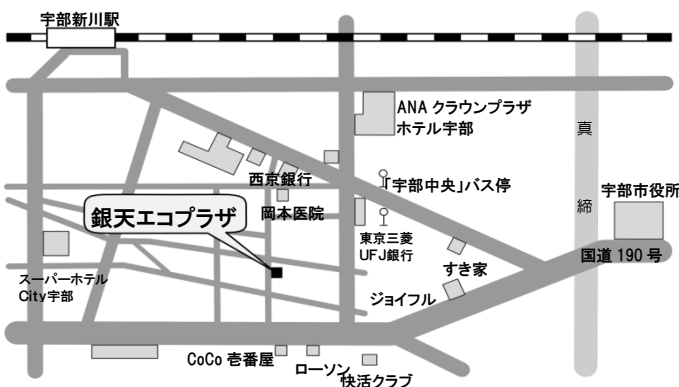 宇部新川駅
ANA クラウンプラザ
ホテル宇部
真
締
西京銀行
「宇部中央」バス停
宇部市役所
岡本医院
銀天エコプラザ
東京三菱
UFJ銀行
国道 190 号
すき家
スーパーホテル
City宇部
ジョイフル
CoCo 壱番屋
ローソン
快活クラブ